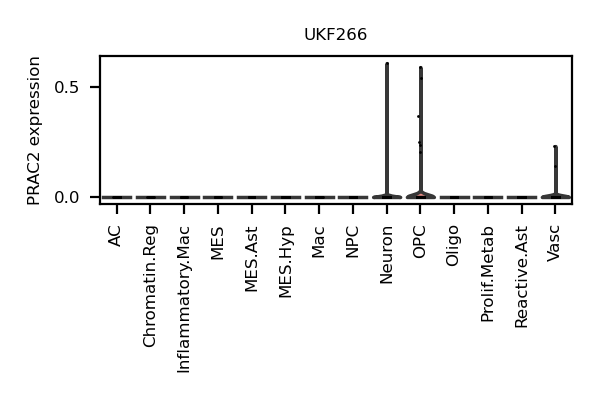 UKF266
PRAC2 expression
0.5
0.0
AC
Chromatin.Reg
Inflammatory.Mac
MES
MES.Ast
MES.Hyp
Mac
NPC
Neuron
OPC
Oligo
Prolif.Metab
Reactive.Ast
Vasc